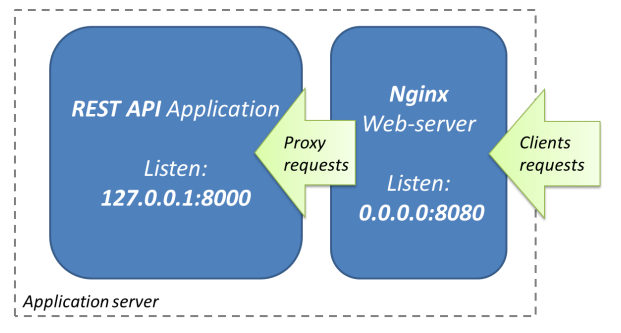 REST API Application
Listen:
127.0.0.1:8000
Proxy
requests
Nginx
Web-server
Listen:
0.0.0.0:8080
Clients
requests
Application server